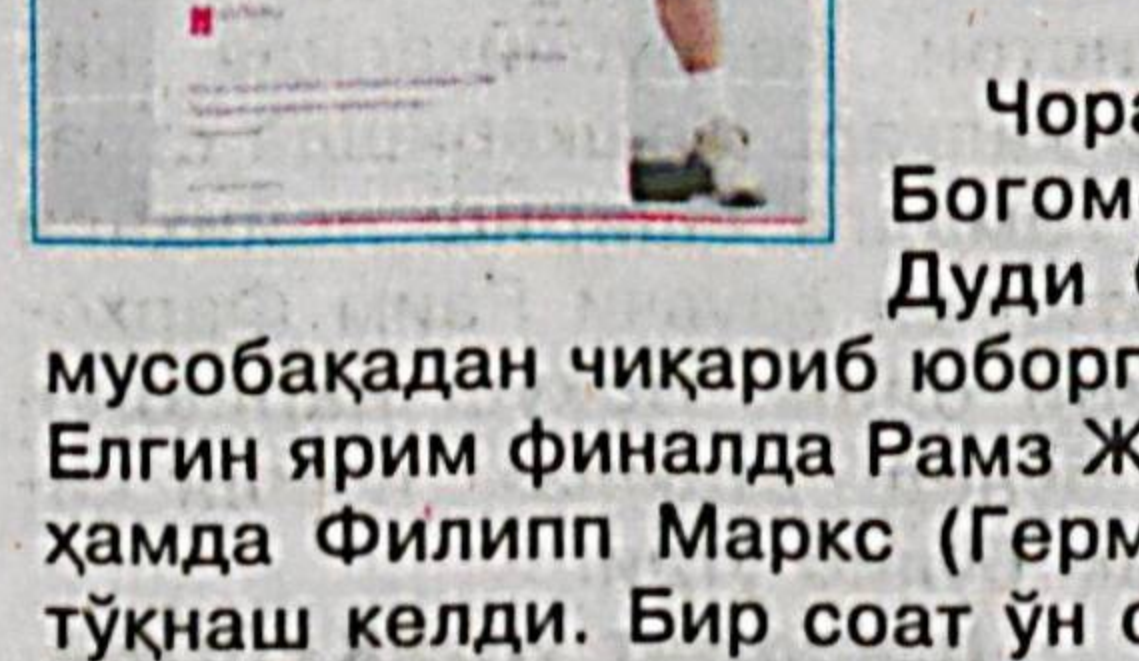 Чора
Богом
Дуди
мусобақадан чиқариб юборг
Елгин ярим финалда Рамз Ж
ҳамда Филипп Маркс (Герм
тўқнаш келди. Бир соат ўн